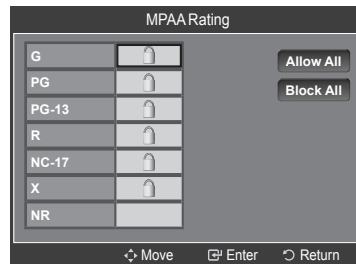 MPAA Rating
G
Allow All
PG
Block All
PG-13
R
NC-17
X
NR
Move Enter Return